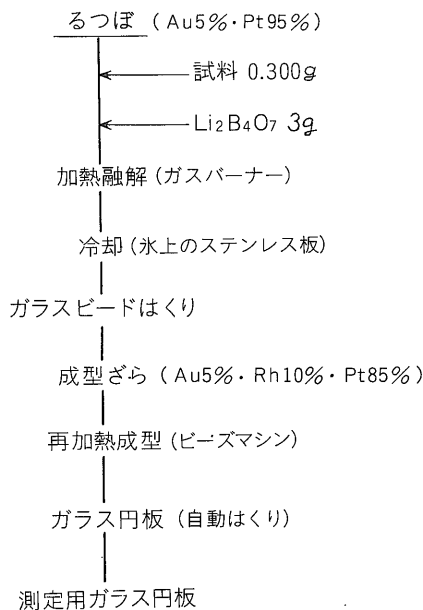 るつぼ (Au5%・Pt95%)
試料 0.300g
Li2B4O7 3g
加熱融解(ガスバーナー)
冷却(氷上のステンレス板)
ガラスビードはくり
成型ざら (Au5%・Rh10%・Pt85%)
再加熱成型(ビーズマシン)
ガラス円板 (自動はくり)
測定用ガラス円板